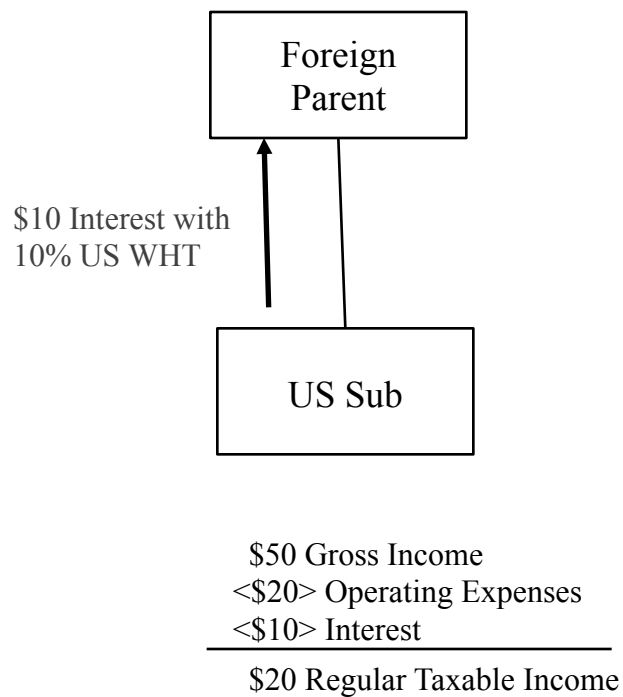 Foreign
Parent
$10 Interest with
10% US WHT
US Sub
$50 Gross Income
<$20> Operating Expenses
<$10> Interest
$20 Regular Taxable Income